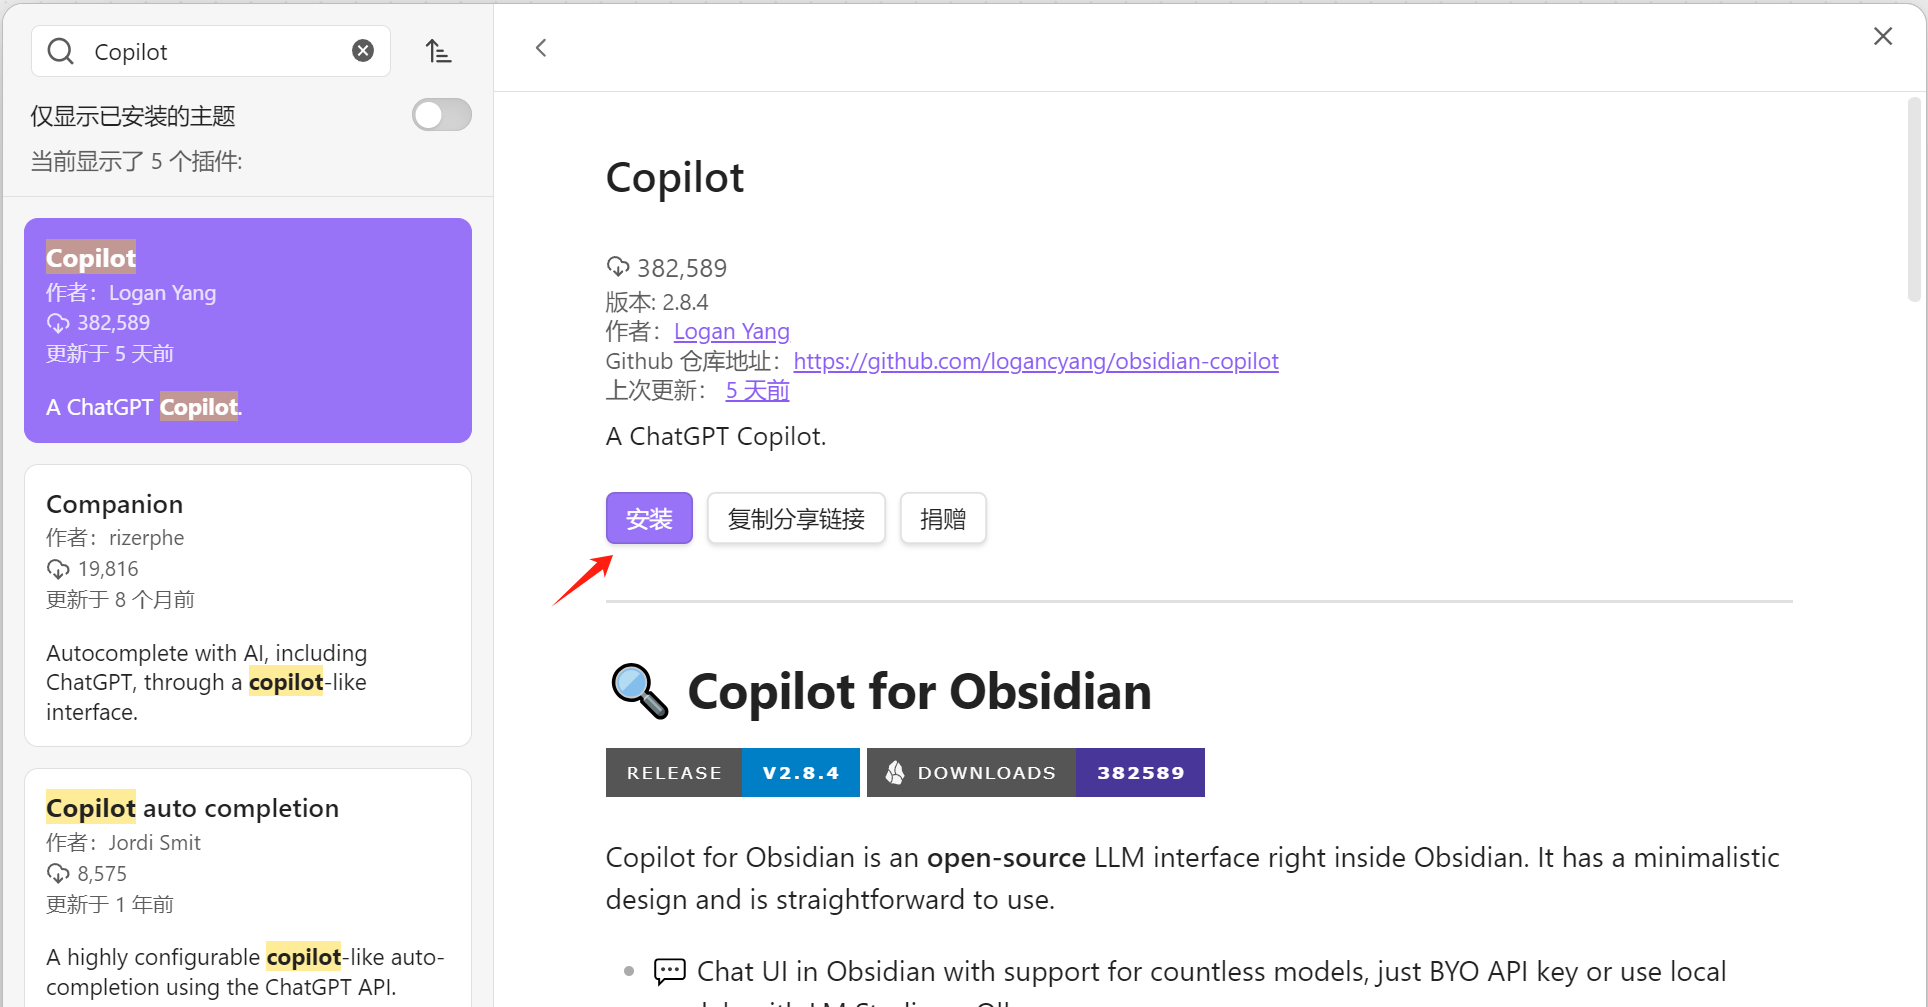 Copilot
仅显示已安装的主题
当前显示了 5 个插件:
Copilot
作者：Logan Yang
382,589
更新于 5 天前
A ChatGPT Copilot.
Companion
作者：rizerphe
19,816
更新于 8 个月前
Autocomplete with AI, including
ChatGPT, through a copilot-like
interface.
Copilot auto completion
作者：Jordi Smit
8,575
更新于 1 年前
A highly configurable copilot-like auto-
completion using the ChatGPT API.
Copilot
382,589
版本: 2.8.4
作者：Logan Yang
Github 仓库地址：https://github.com/logancyang/obsidian-copilot
上次更新：5 天前
A ChatGPT Copilot.
安装 复制分享链接 捐赠
Copilot for Obsidian
RELEASE V2.8.4 DOWNLOADS 382589
Copilot for Obsidian is an open-source LLM interface right inside Obsidian. It has a minimalistic
design and is straightforward to use.
Chat UI in Obsidian with support for countless models, just BYO API key or use local